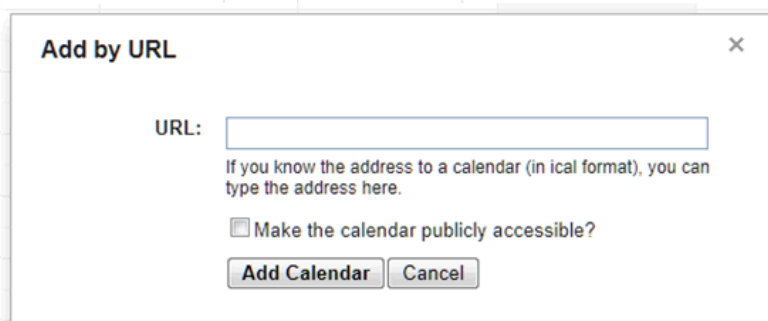 Add by URL
×
URL:
If you know the address to a calendar (in ical format), you can
type the address here.
Make the calendar publicly accessible?
Add Calendar Cancel